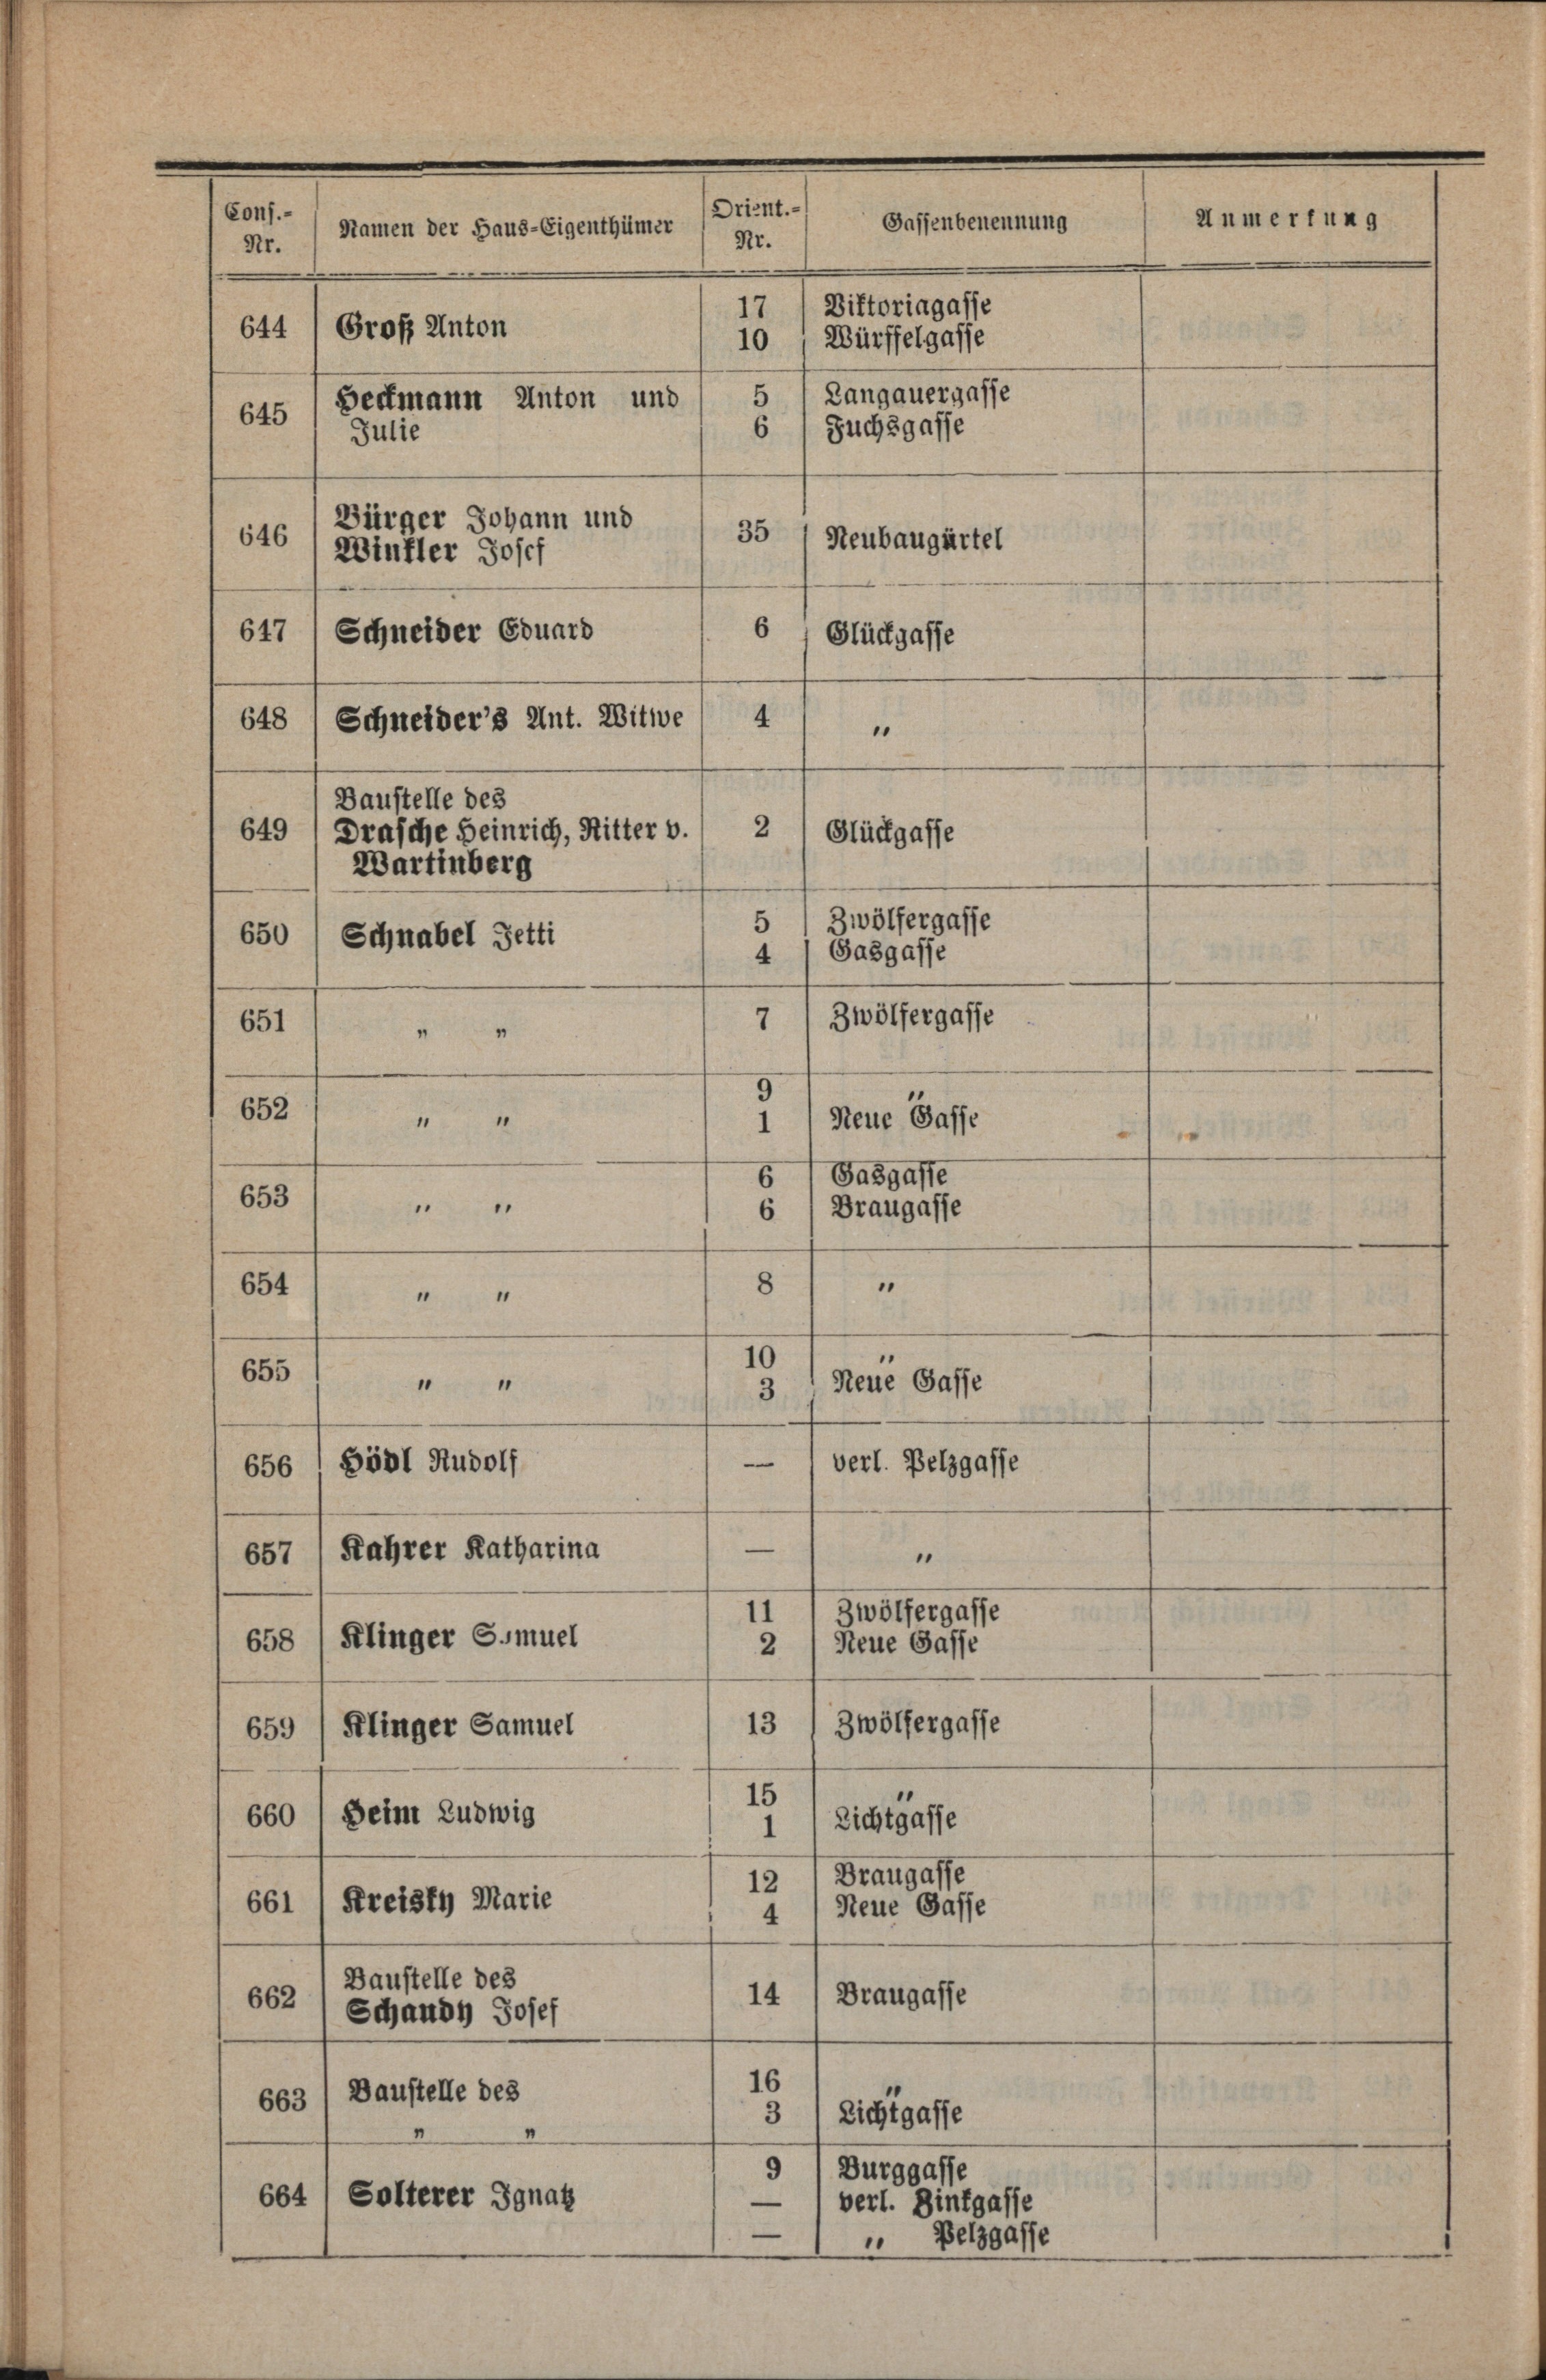 Cons.-
Nr.
Namen der Haus-Eigenthümer
Orient.-
Nr.
Gassenbenennung
Anmerkung
644 Groß Anton 17 Viktoriagasse
10 Würffelgasse
645 Heckmann Anton und 5 Langauergasse
Julie 6 Fuchsgasse
646 Bürger Johann und 35 Neubaugürtel
Winkler Josef
647 Schneider Eduard 6 Glückgasse
648 Schneider's Ant. Witwe 4 "
Baustelle des
649 Drasche Heinrich, Ritter v. 2 Glückgasse
Wartinberg
650 Schnabel Jetti 5 Zwölfergasse
4 Gasgasse
651 " " 7 Zwölfergasse
652 " " 9 "
1 Neue Gasse
653 " " 6 Gasgasse
6 Braugasse
654 " " 8 "
655 " " 10 "
3 Neue Gasse
656 Hödl Rudolf — verl. Pelzgasse
657 Kahrer Katharina — "
658 Klinger Samuel 11 Zwölfergasse
2 Neue Gasse
659 Klinger Samuel 13 Zwölfergasse
660 Heim Ludwig 15 "
1 Lichtgasse
661 Kreisky Marie 12 Braugasse
4 Neue Gasse
662 Baustelle des 14 Braugasse
Schandy Josef
663 Baustelle des 16 "
" " 3 Lichtgasse
664 Solterer Ignatz 9 Burggasse
— verl. Zinkgasse
— " Pelzgasse